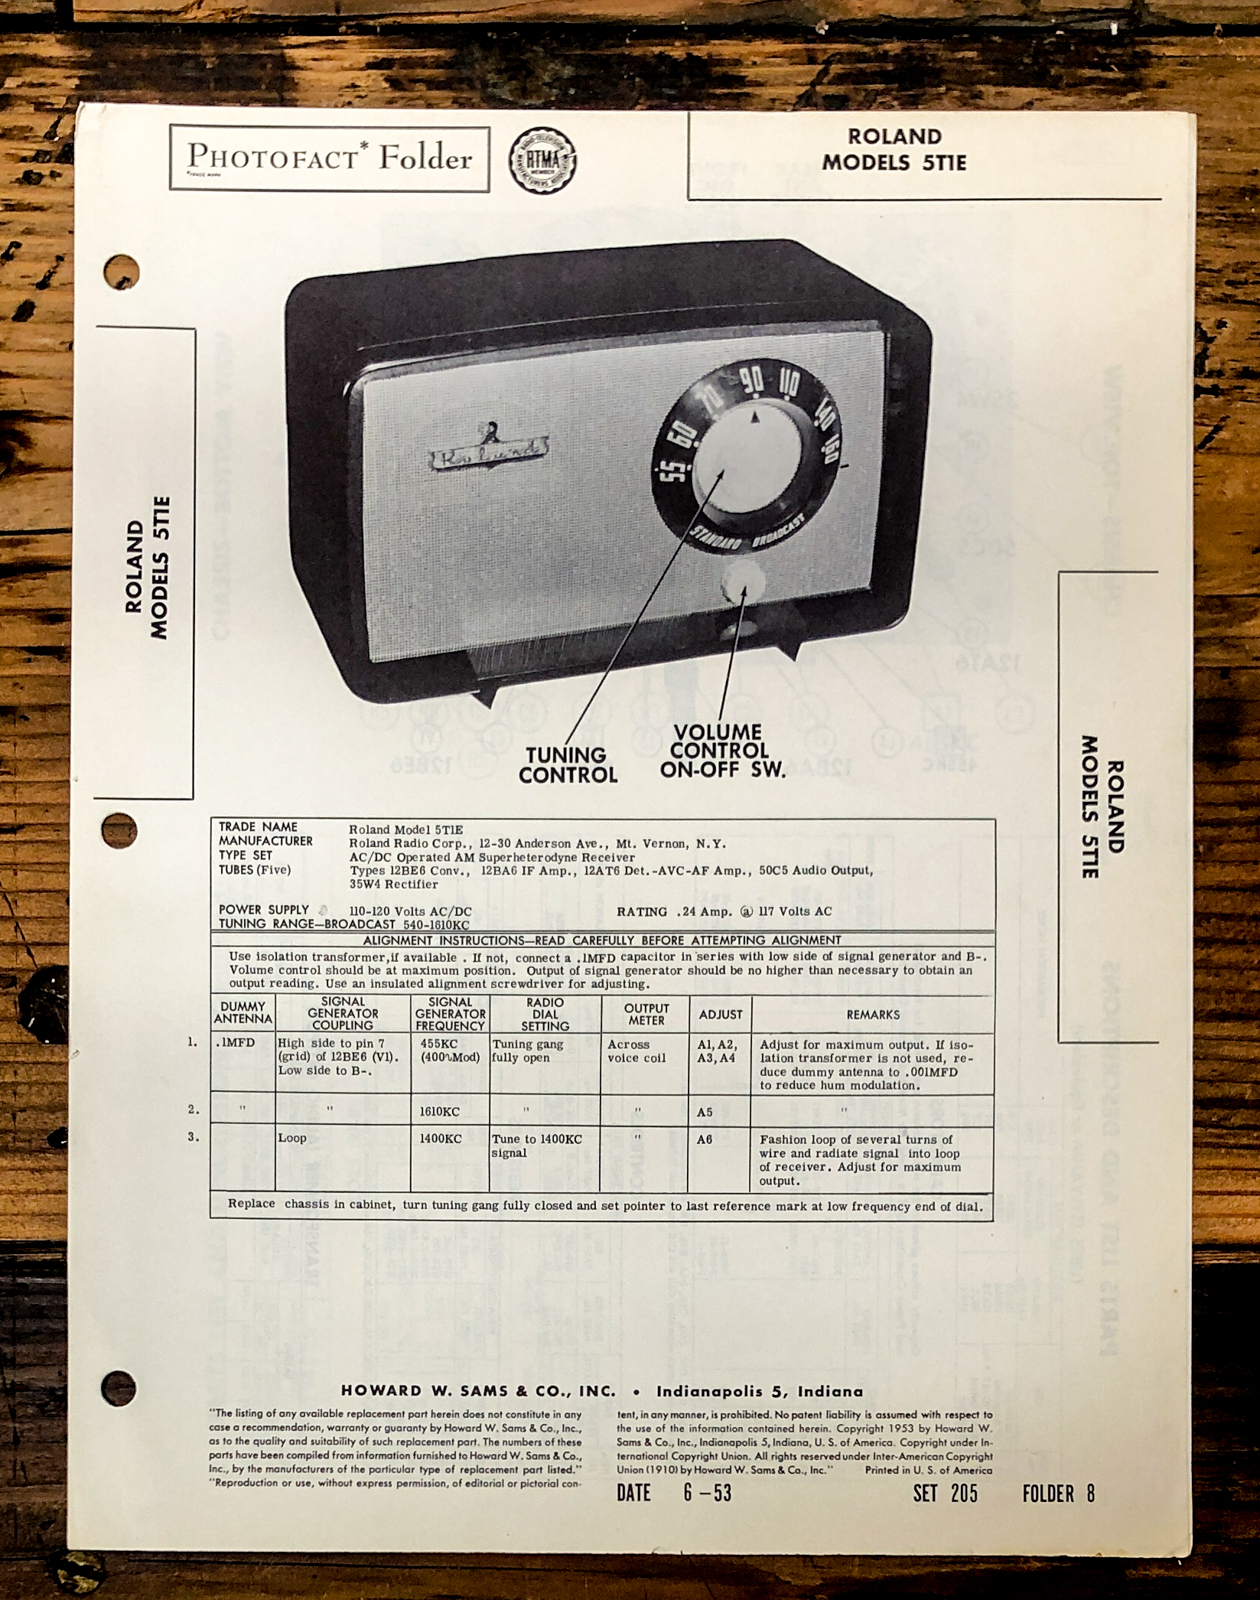 PHOTOFACT* Folder
*TRADE MARK
RADIO-TELEVISION
RTMA
MEMBER
MANUFACTURERS ASSOCIATION
ROLAND
MODELS 5T1E
ROLAND
MODELS 5T1E
ROLAND
MODELS 5T1E
Roland
55 60 70 90 110 140 160
STANDARD BROADCAST
TUNING
CONTROL
VOLUME
CONTROL
ON-OFF SW.
TRADE NAME Roland Model 5T1E
MANUFACTURER Roland Radio Corp., 12-30 Anderson Ave., Mt. Vernon, N.Y.
TYPE SET AC/DC Operated AM Superheterodyne Receiver
TUBES (Five) Types 12BE6 Conv., 12BA6 IF Amp., 12AT6 Det.-AVC-AF Amp., 50C5 Audio Output,
35W4 Rectifier
POWER SUPPLY 110-120 Volts AC/DC RATING .24 Amp. @ 117 Volts AC
TUNING RANGE—BROADCAST 540-1610KC
ALIGNMENT INSTRUCTIONS—READ CAREFULLY BEFORE ATTEMPTING ALIGNMENT
Use isolation transformer,if available . If not, connect a .1MFD capacitor in series with low side of signal generator and B-.
Volume control should be at maximum position. Output of signal generator should be no higher than necessary to obtain an
output reading. Use an insulated alignment screwdriver for adjusting.
DUMMY
ANTENNA
SIGNAL
GENERATOR
COUPLING
SIGNAL
GENERATOR
FREQUENCY
RADIO
DIAL
SETTING
OUTPUT
METER
ADJUST
REMARKS
1. .1MFD
High side to pin 7
(grid) of 12BE6 (V1).
Low side to B-.
455KC
(400∿Mod)
Tuning gang
fully open
Across
voice coil
A1, A2,
A3, A4
Adjust for maximum output. If iso-
lation transformer is not used, re-
duce dummy antenna to .001MFD
to reduce hum modulation.
2. " " 1610KC " " A5 "
3. Loop 1400KC
Tune to 1400KC
signal
" A6
Fashion loop of several turns of
wire and radiate signal into loop
of receiver. Adjust for maximum
output.
Replace chassis in cabinet, turn tuning gang fully closed and set pointer to last reference mark at low frequency end of dial.
HOWARD W. SAMS & CO., INC. • Indianapolis 5, Indiana
"The listing of any available replacement part herein does not constitute in any
case a recommendation, warranty or guaranty by Howard W. Sams & Co., Inc.,
as to the quality and suitability of such replacement part. The numbers of these
parts have been compiled from information furnished to Howard W. Sams & Co.,
Inc., by the manufacturers of the particular type of replacement part listed."
"Reproduction or use, without express permission, of editorial or pictorial con-
tent, in any manner, is prohibited. No patent liability is assumed with respect to
the use of the information contained herein. Copyright 1953 by Howard W.
Sams & Co., Inc., Indianapolis 5, Indiana, U. S. of America. Copyright under In-
ternational Copyright Union. All rights reserved under Inter-American Copyright
Union (1910) by Howard W. Sams & Co., Inc." Printed in U. S. of America
DATE 6 - 53 SET 205 FOLDER 8